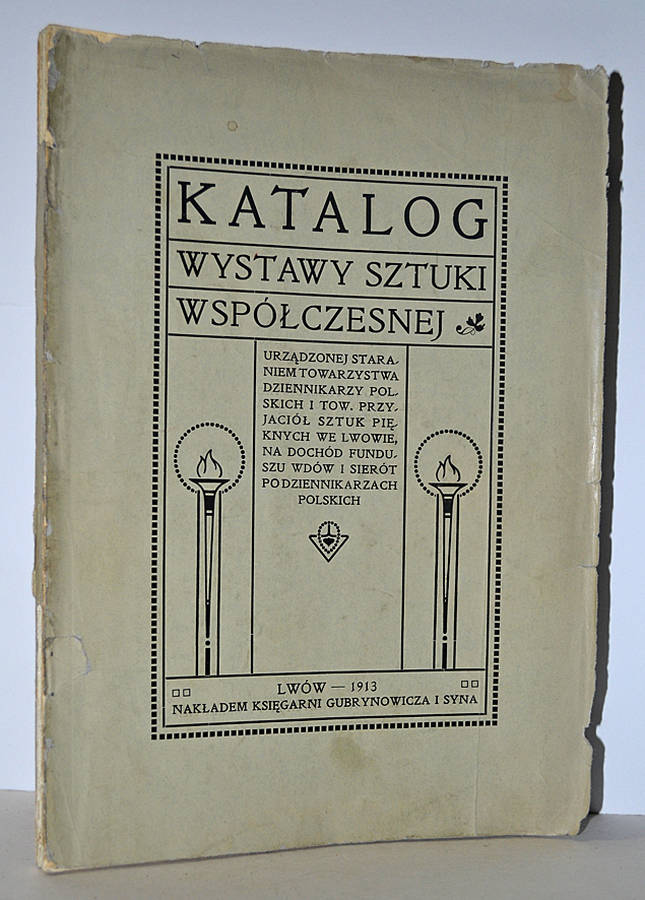 KATALOG
WYSTAWY SZTUKI
WSPÓŁCZESNEJ
URZĄDZONEJ STARA-
NIEM TOWARZYSTWA
DZIENNIKARZY POL-
SKICH I TOW. PRZY-
JACIÓŁ SZTUK PIĘ-
KNYCH WE LWOWIE,
NA DOCHÓD FUNDU-
SZU WDÓW I SIERÓT
PO DZIENNIKARZACH
POLSKICH
LWÓW — 1913
NAKŁADEM KSIĘGARNI GUBRYNOWICZA I SYNA